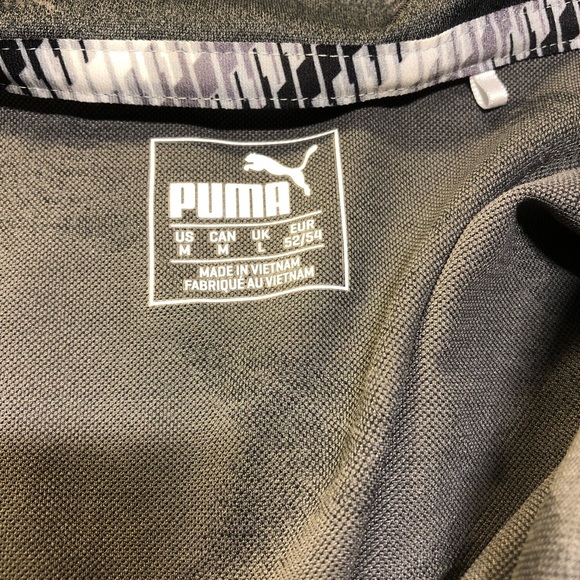 PUMA
US CAN UK EUR
M M L 52/54
MADE IN VIETNAM
FABRIQUÉ AU VIETNAM